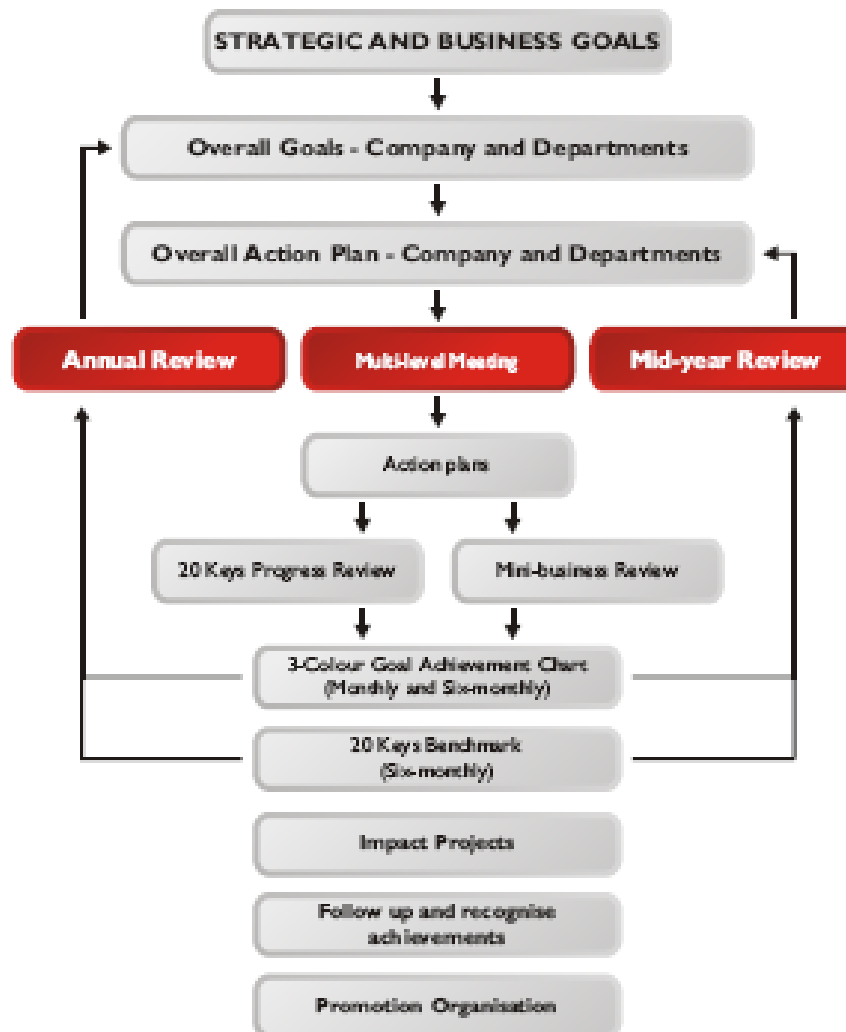 STRATEGIC AND BUSINESS GOALS
Overall Goals - Company and Departments
Overall Action Plan - Company and Departments
Annual Review
Multi-level Meeting
Mid-year Review
Action plans
20 Keys Progress Review
Mini-business Review
3-Colour Goal Achievement Chart
(Monthly and Six-monthly)
20 Keys Benchmark
(Six-monthly)
Impact Projects
Follow up and recognise
achievements
Promotion Organisation